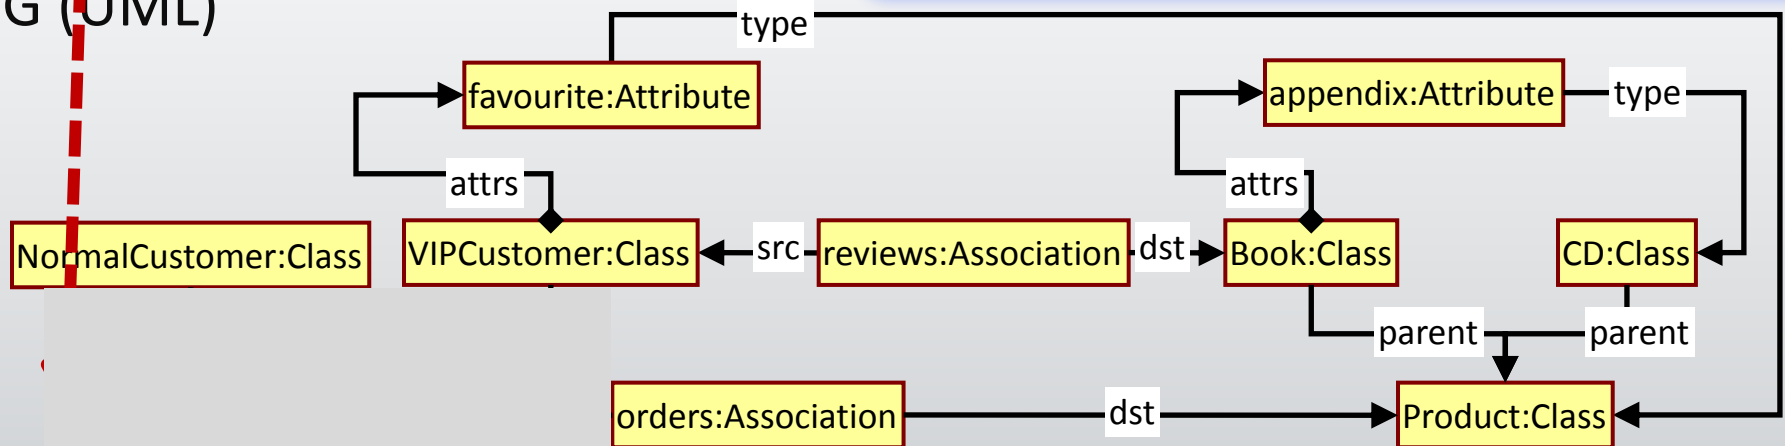 G (UML)
type
favourite:Attribute
appendix:Attribute
type
attrs
attrs
NormalCustomer:Class
VIPCustomer:Class
src
reviews:Association
dst
Book:Class
CD:Class
parent
parent
orders:Association
dst
Product:Class